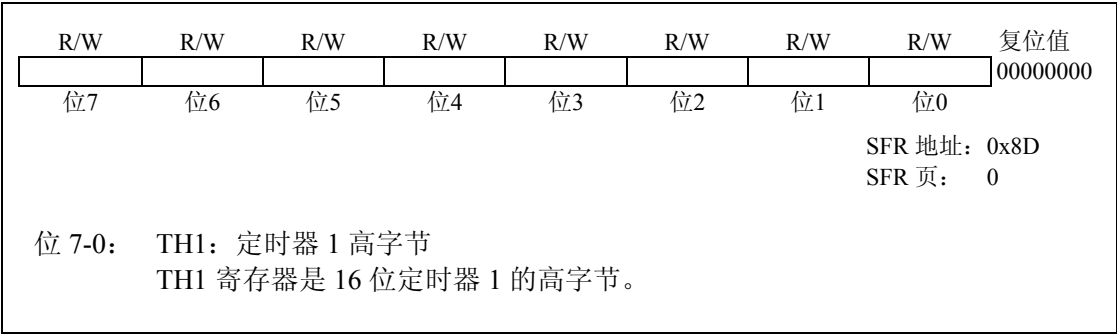 R/W R/W R/W R/W R/W R/W R/W R/W 复位值
00000000
位7 位6 位5 位4 位3 位2 位1 位0
SFR 地址： 0x8D
SFR 页： 0
位 7-0： TH1：定时器 1 高字节
TH1 寄存器是 16 位定时器 1 的高字节。